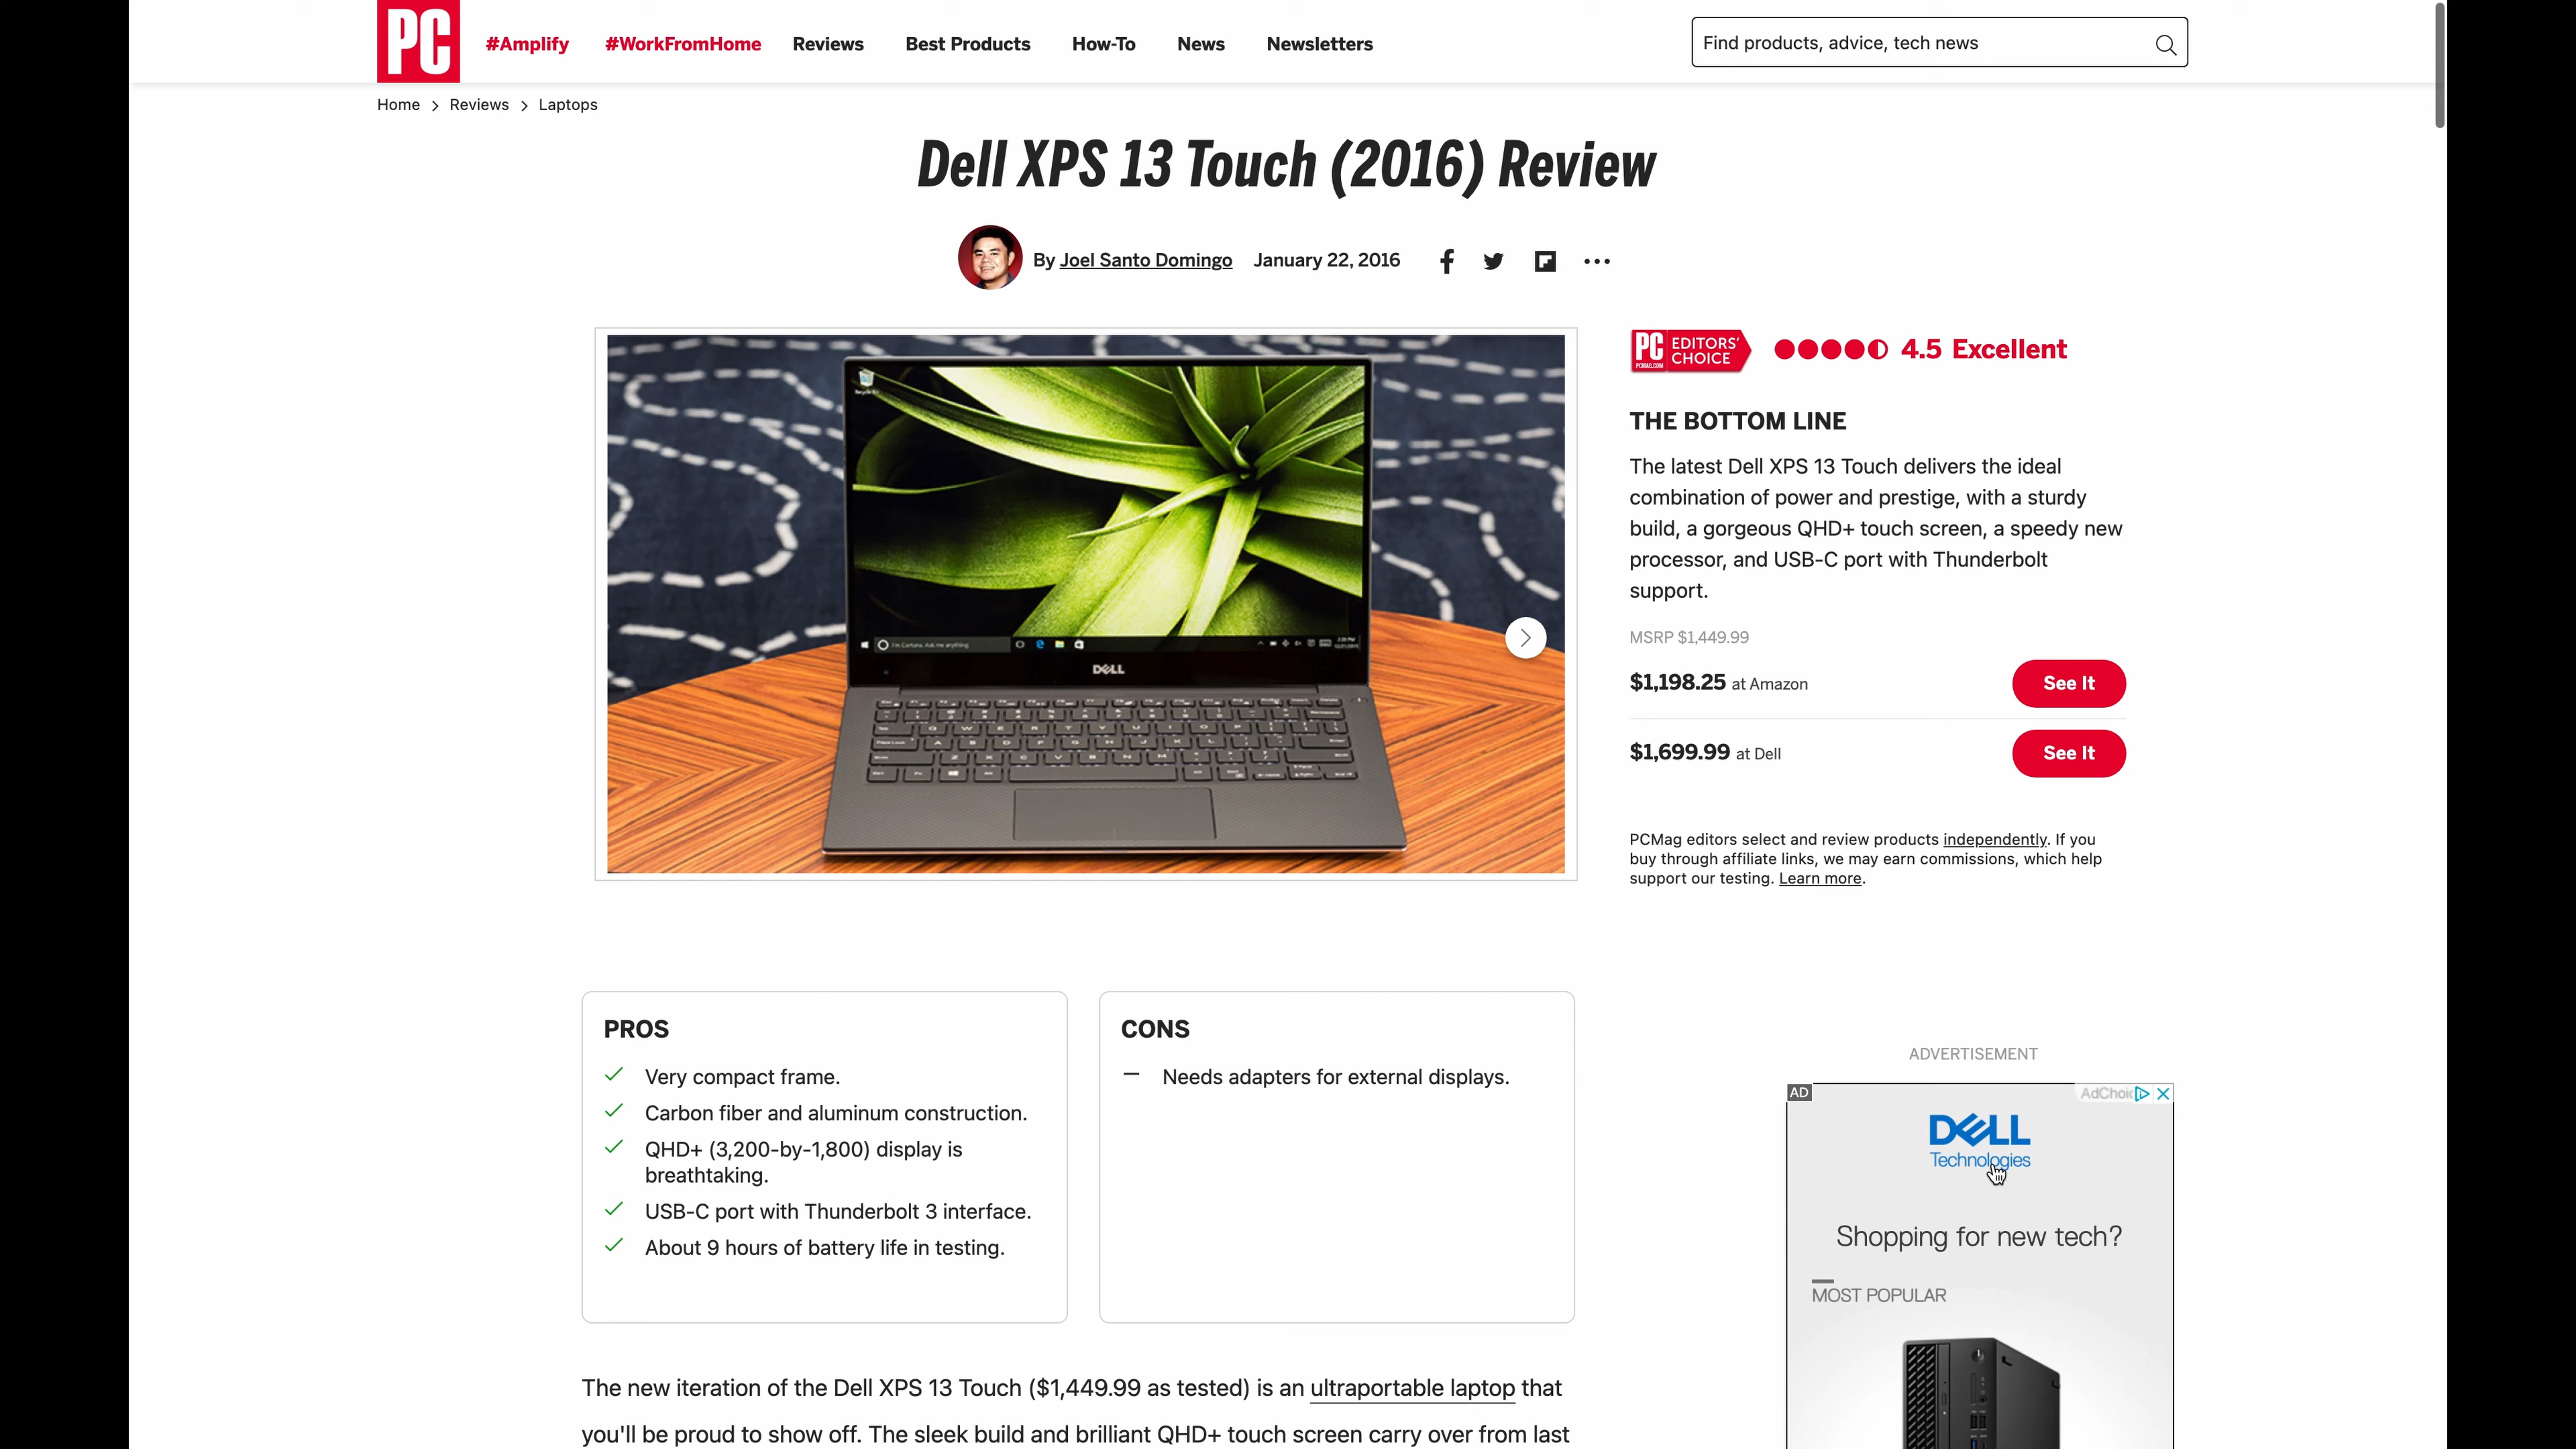 PC
#Amplify #WorkFromHome Reviews Best Products How-To News Newsletters
Find products, advice, tech news
Home > Reviews > Laptops
Dell XPS 13 Touch (2016) Review
By Joel Santo Domingo January 22, 2016
DELL
PC EDITORS' CHOICE
PCMAG.COM
4.5 Excellent
THE BOTTOM LINE
The latest Dell XPS 13 Touch delivers the ideal
combination of power and prestige, with a sturdy
build, a gorgeous QHD+ touch screen, a speedy new
processor, and USB-C port with Thunderbolt
support.
MSRP $1,449.99
$1,198.25 at Amazon See It
$1,699.99 at Dell See It
PCMag editors select and review products independently. If you
buy through affiliate links, we may earn commissions, which help
support our testing. Learn more.
PROS
Very compact frame.
Carbon fiber and aluminum construction.
QHD+ (3,200-by-1,800) display is
breathtaking.
USB-C port with Thunderbolt 3 interface.
About 9 hours of battery life in testing.
CONS
Needs adapters for external displays.
ADVERTISEMENT
AD
DELL
Technologies
Shopping for new tech?
MOST POPULAR
The new iteration of the Dell XPS 13 Touch ($1,449.99 as tested) is an ultraportable laptop that
you'll be proud to show off. The sleek build and brilliant QHD+ touch screen carry over from last